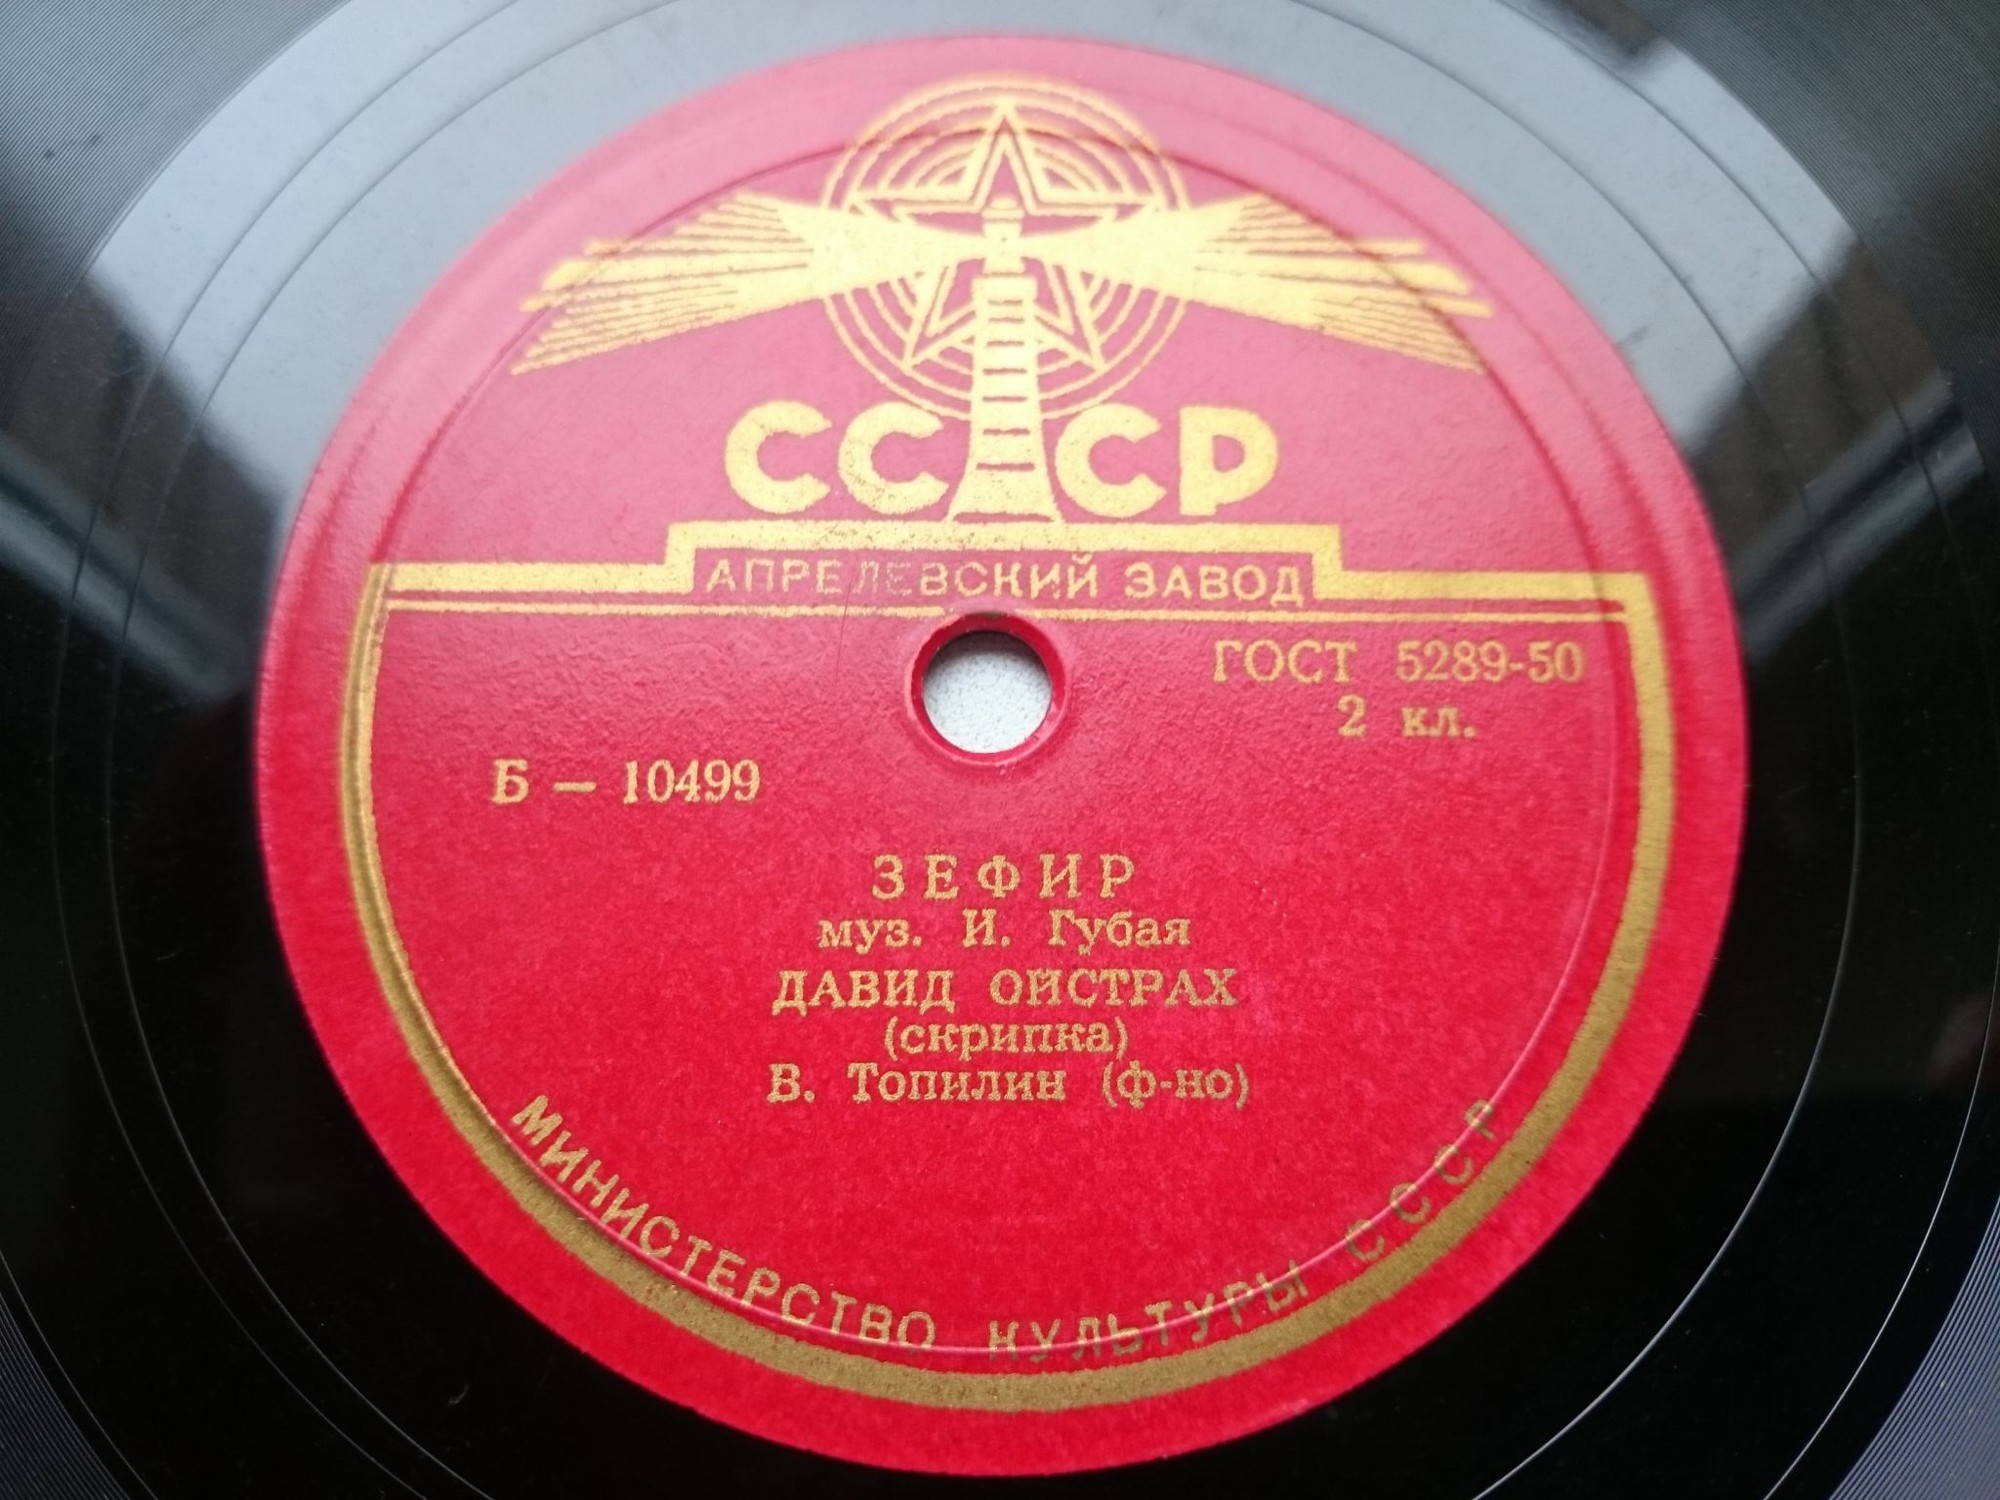 СССР
АПРЕЛЕВСКИЙ ЗАВОД
ГОСТ 5289-50
2 кл.
Б — 10499
ЗЕФИР
муз. И. Губая
ДАВИД ОЙСТРАХ
(скрипка)
В. Топилин (ф-но)
МИНИСТЕРСТВО КУЛЬТУРЫ СССР